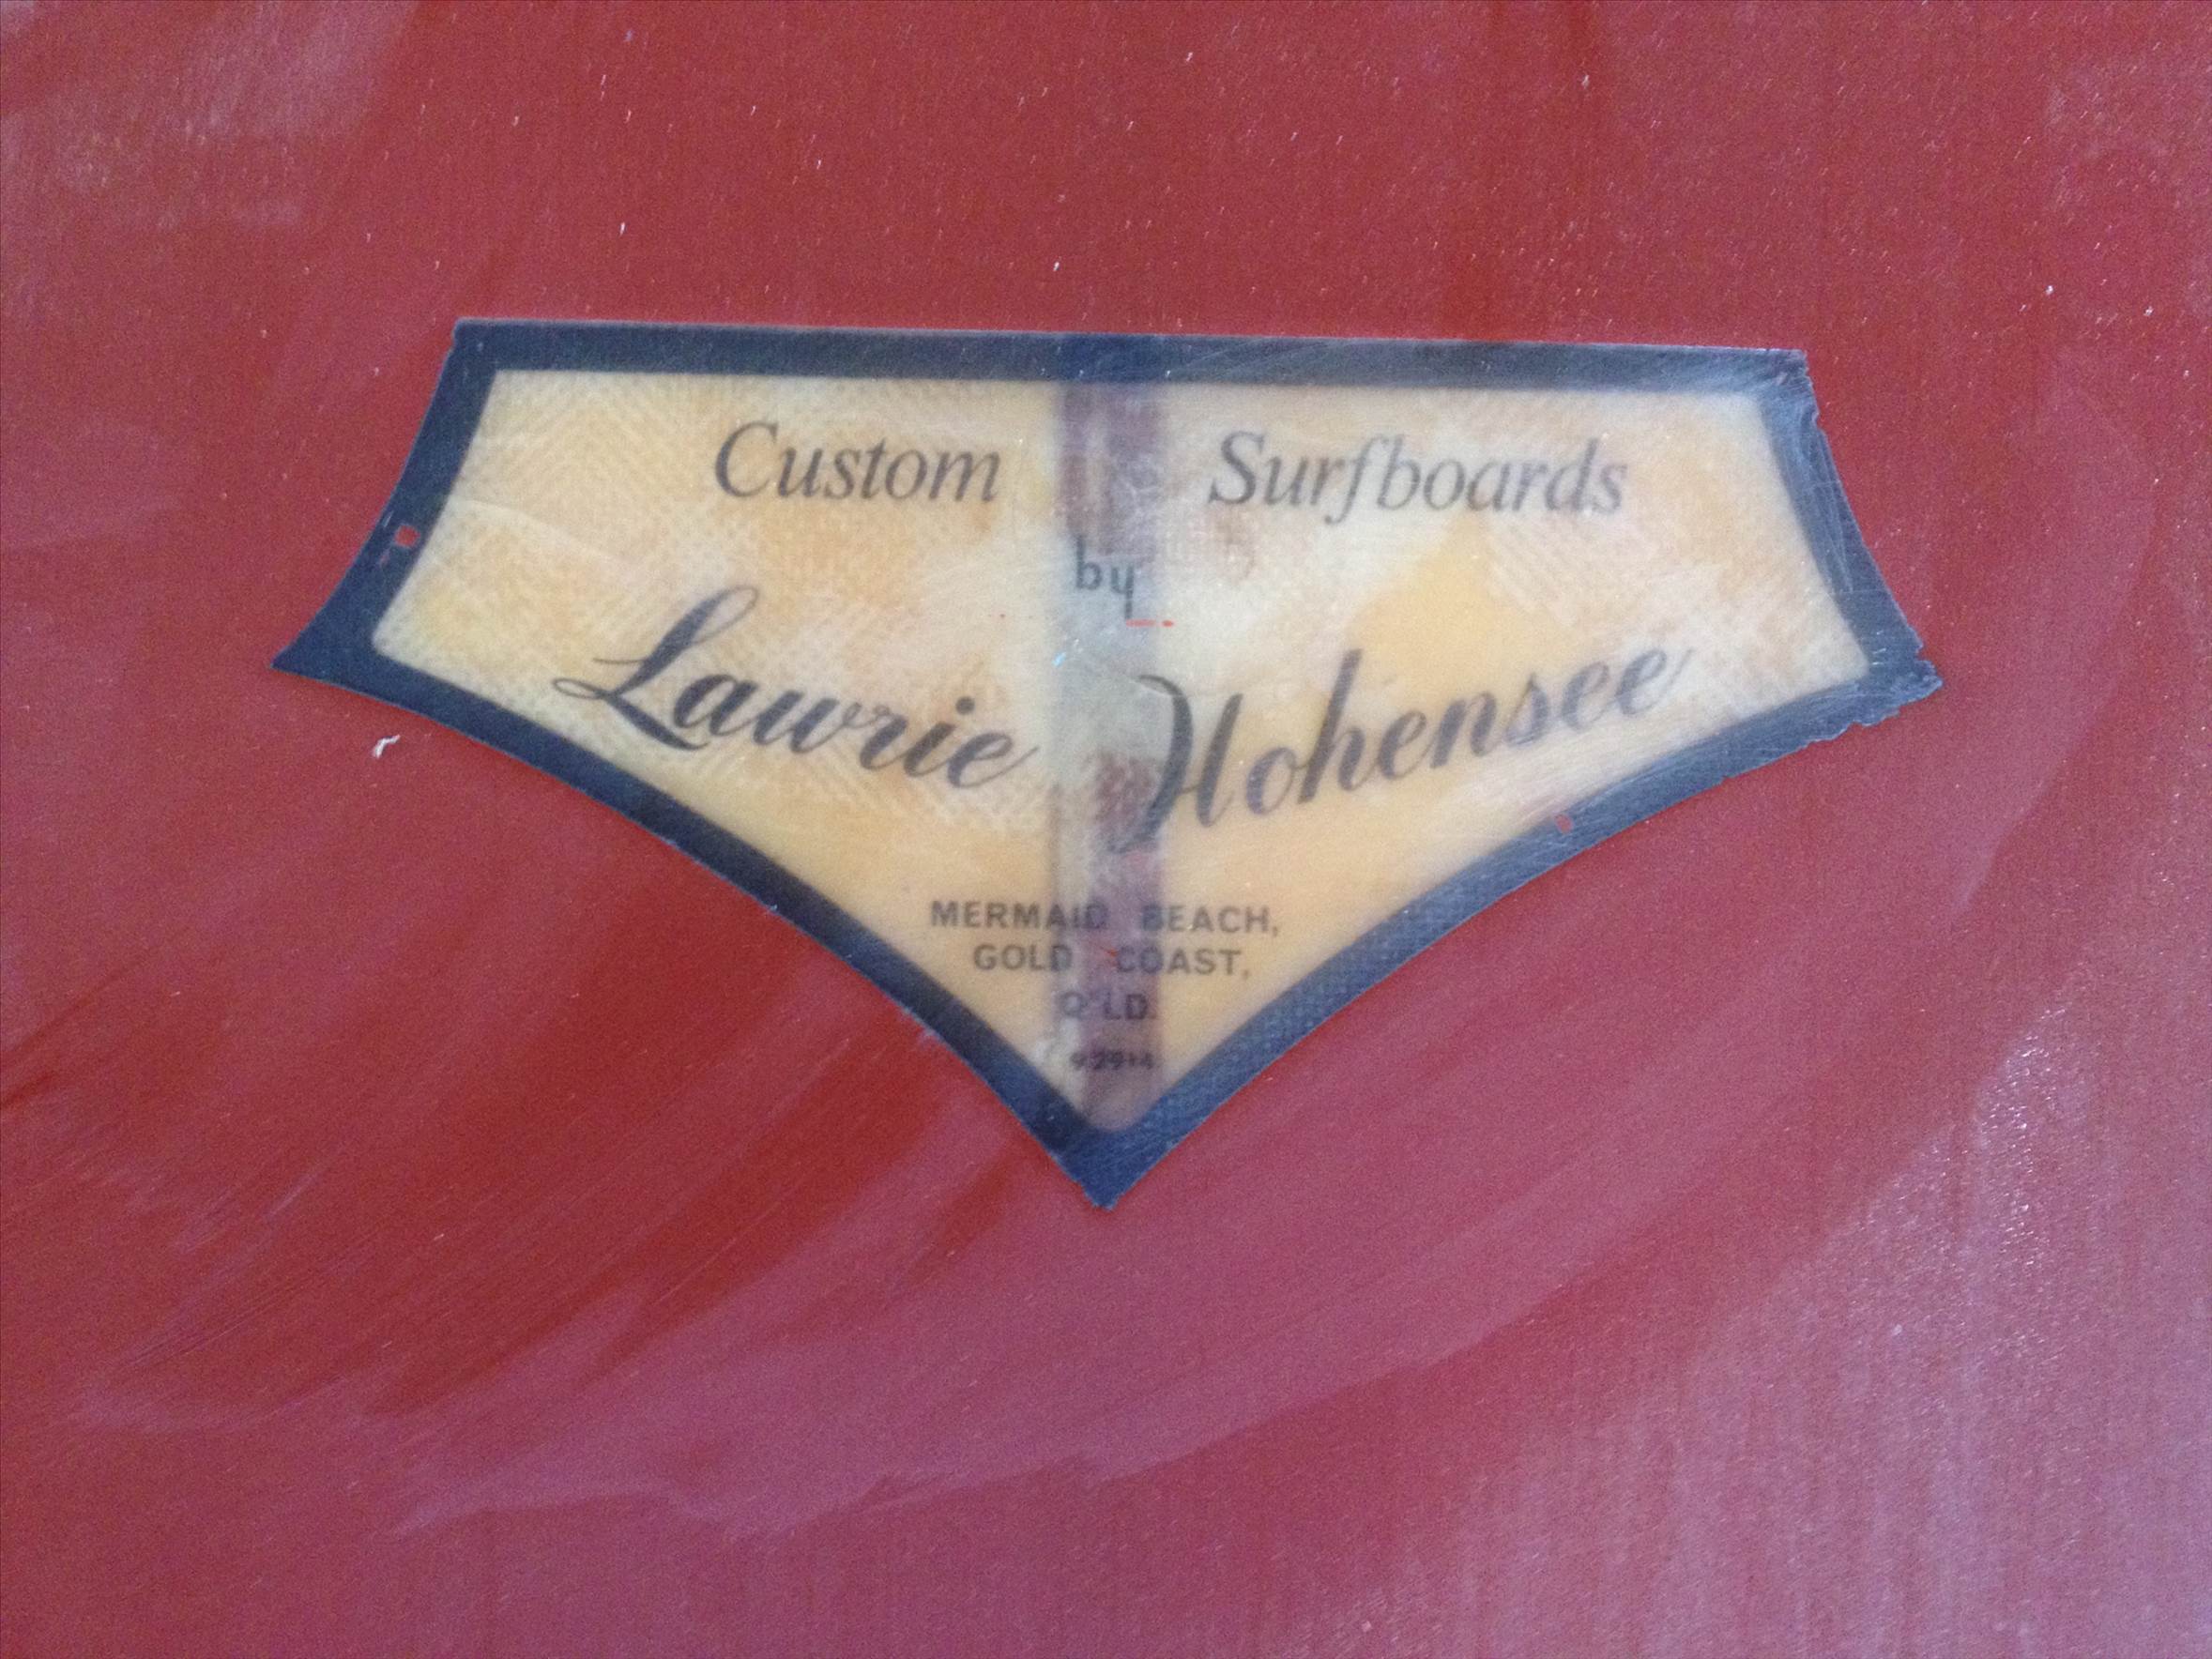 Custom Surfboards
by
Lawrie Hohensee
MERMAID BEACH,
GOLD COAST,
Q'LD.